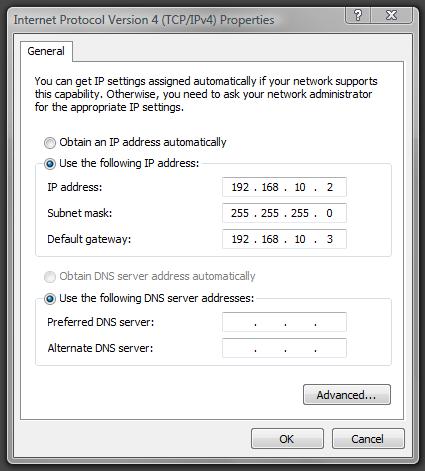 Internet Protocol Version 4 (TCP/IPv4) Properties
General
You can get IP settings assigned automatically if your network supports
this capability. Otherwise, you need to ask your network administrator
for the appropriate IP settings.
Obtain an IP address automatically
Use the following IP address:
IP address: 192 . 168 . 10 . 2
Subnet mask: 255 . 255 . 255 . 0
Default gateway: 192 . 168 . 10 . 3
Obtain DNS server address automatically
Use the following DNS server addresses:
Preferred DNS server: . . .
Alternate DNS server: . . .
Advanced...
OK Cancel